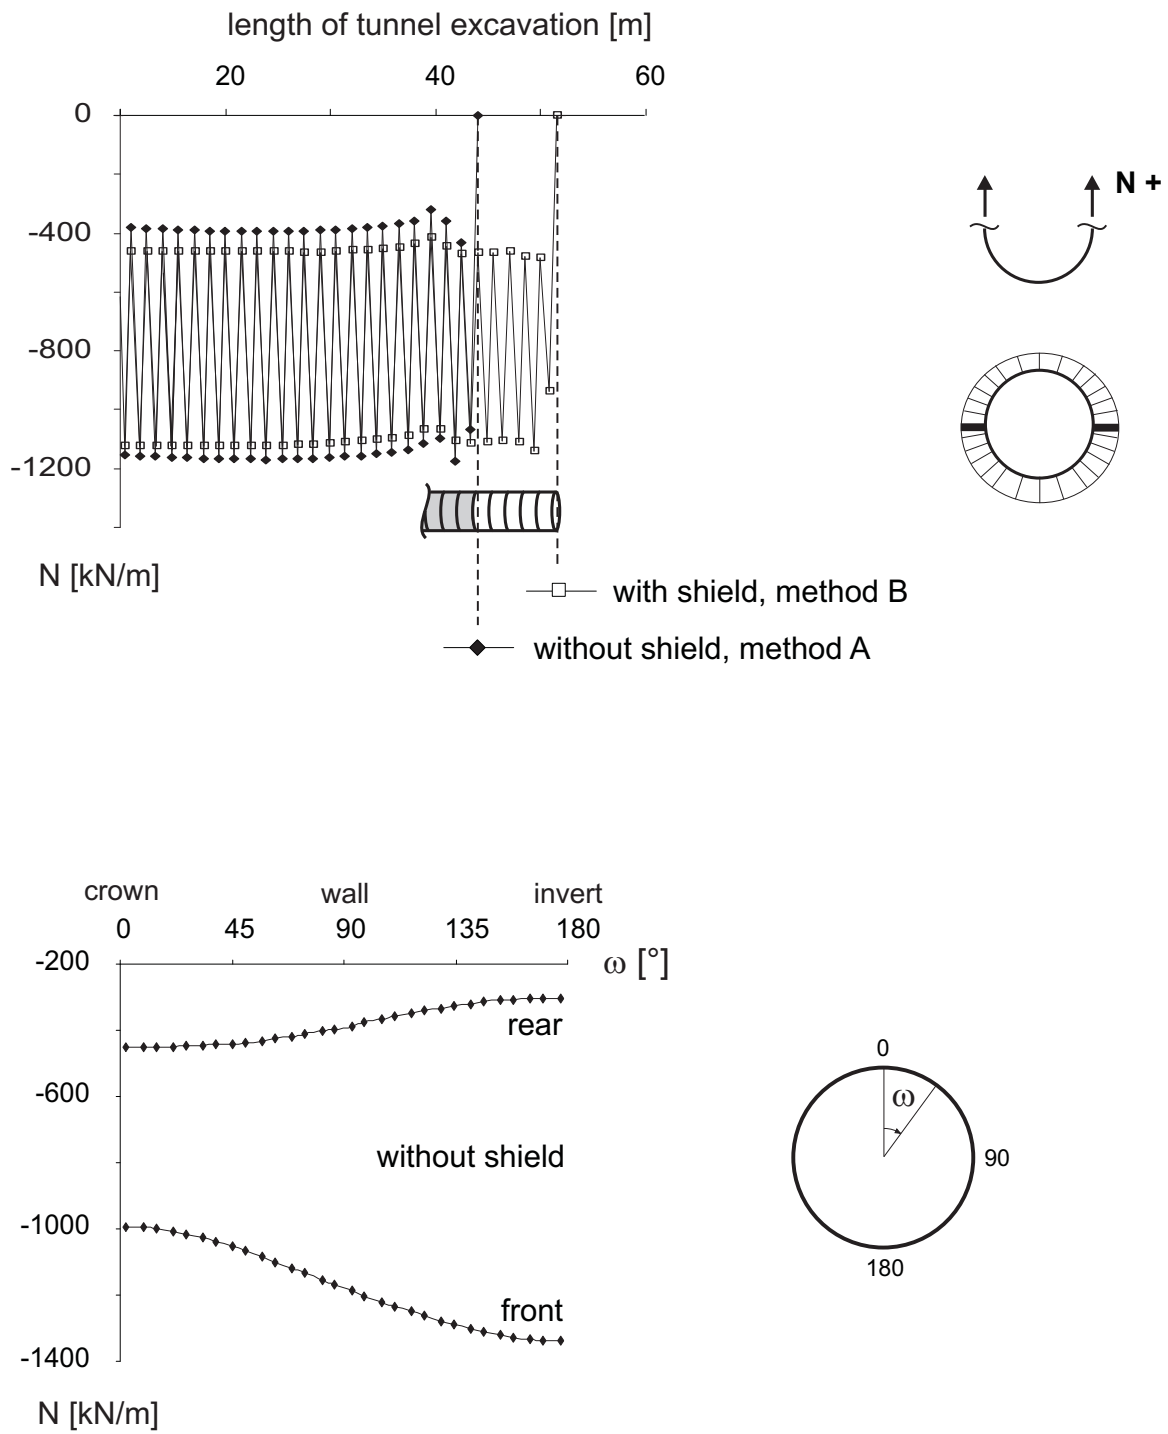 length of tunnel excavation [m]
20 40 60
0
-400
-800
-1200
N [kN/m]
N +
with shield, method B
without shield, method A
crown wall invert
0 45 90 135 180
ω [°]
-200
-600
-1000
-1400
rear
without shield
front
N [kN/m]
0
ω
90
180